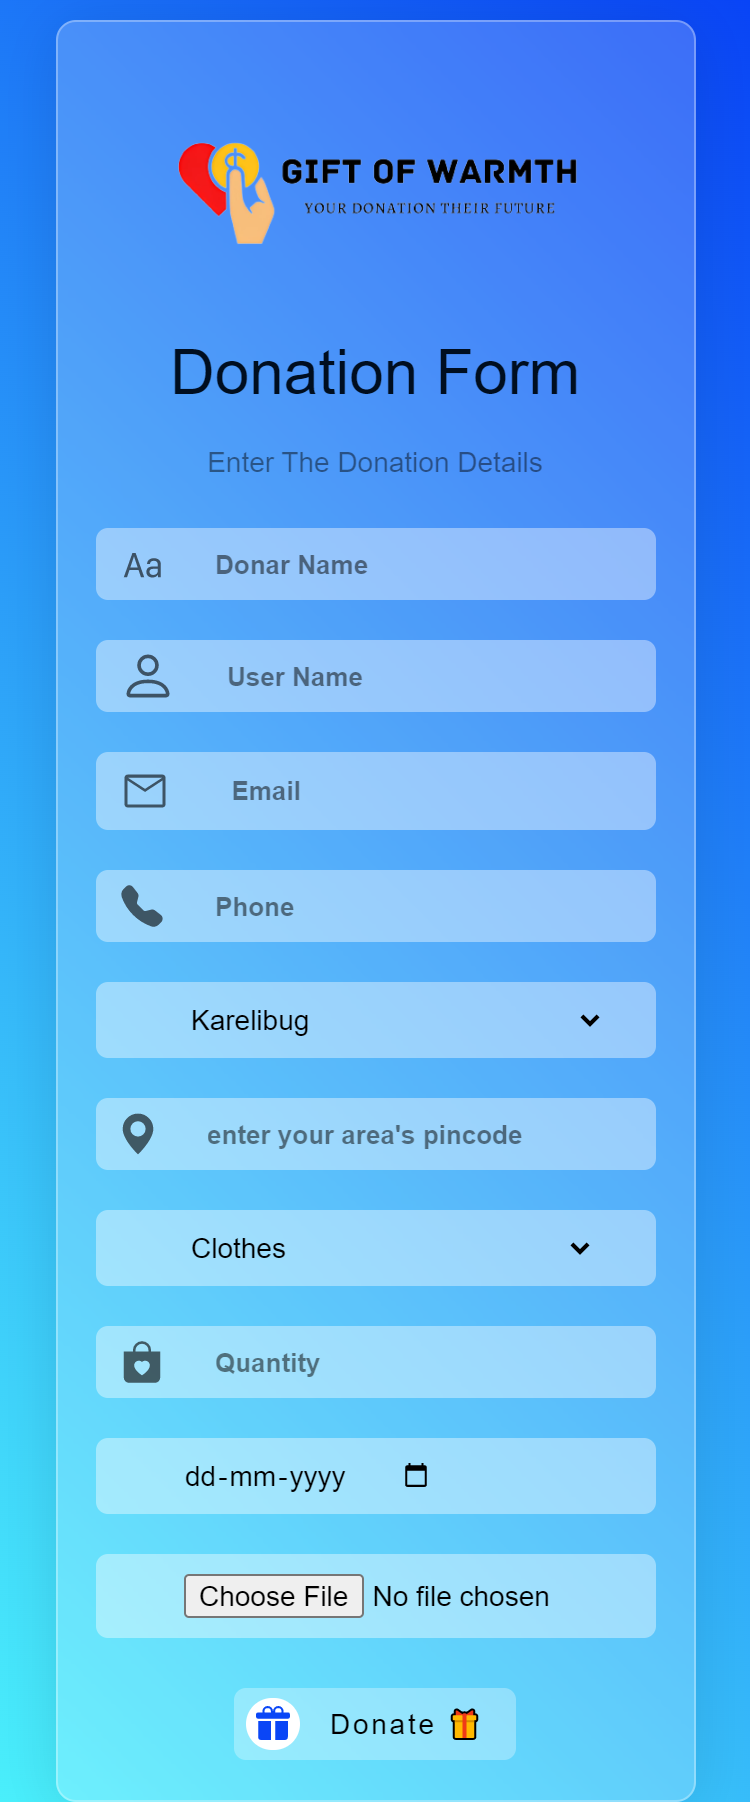 GIFT OF WARMTH
YOUR DONATION THEIR FUTURE
Donation Form
Enter The Donation Details
Aa Donar Name
User Name
Email
Phone
Karelibug
enter your area's pincode
Clothes
Quantity
dd-mm-yyyy
Choose File No file chosen
Donate